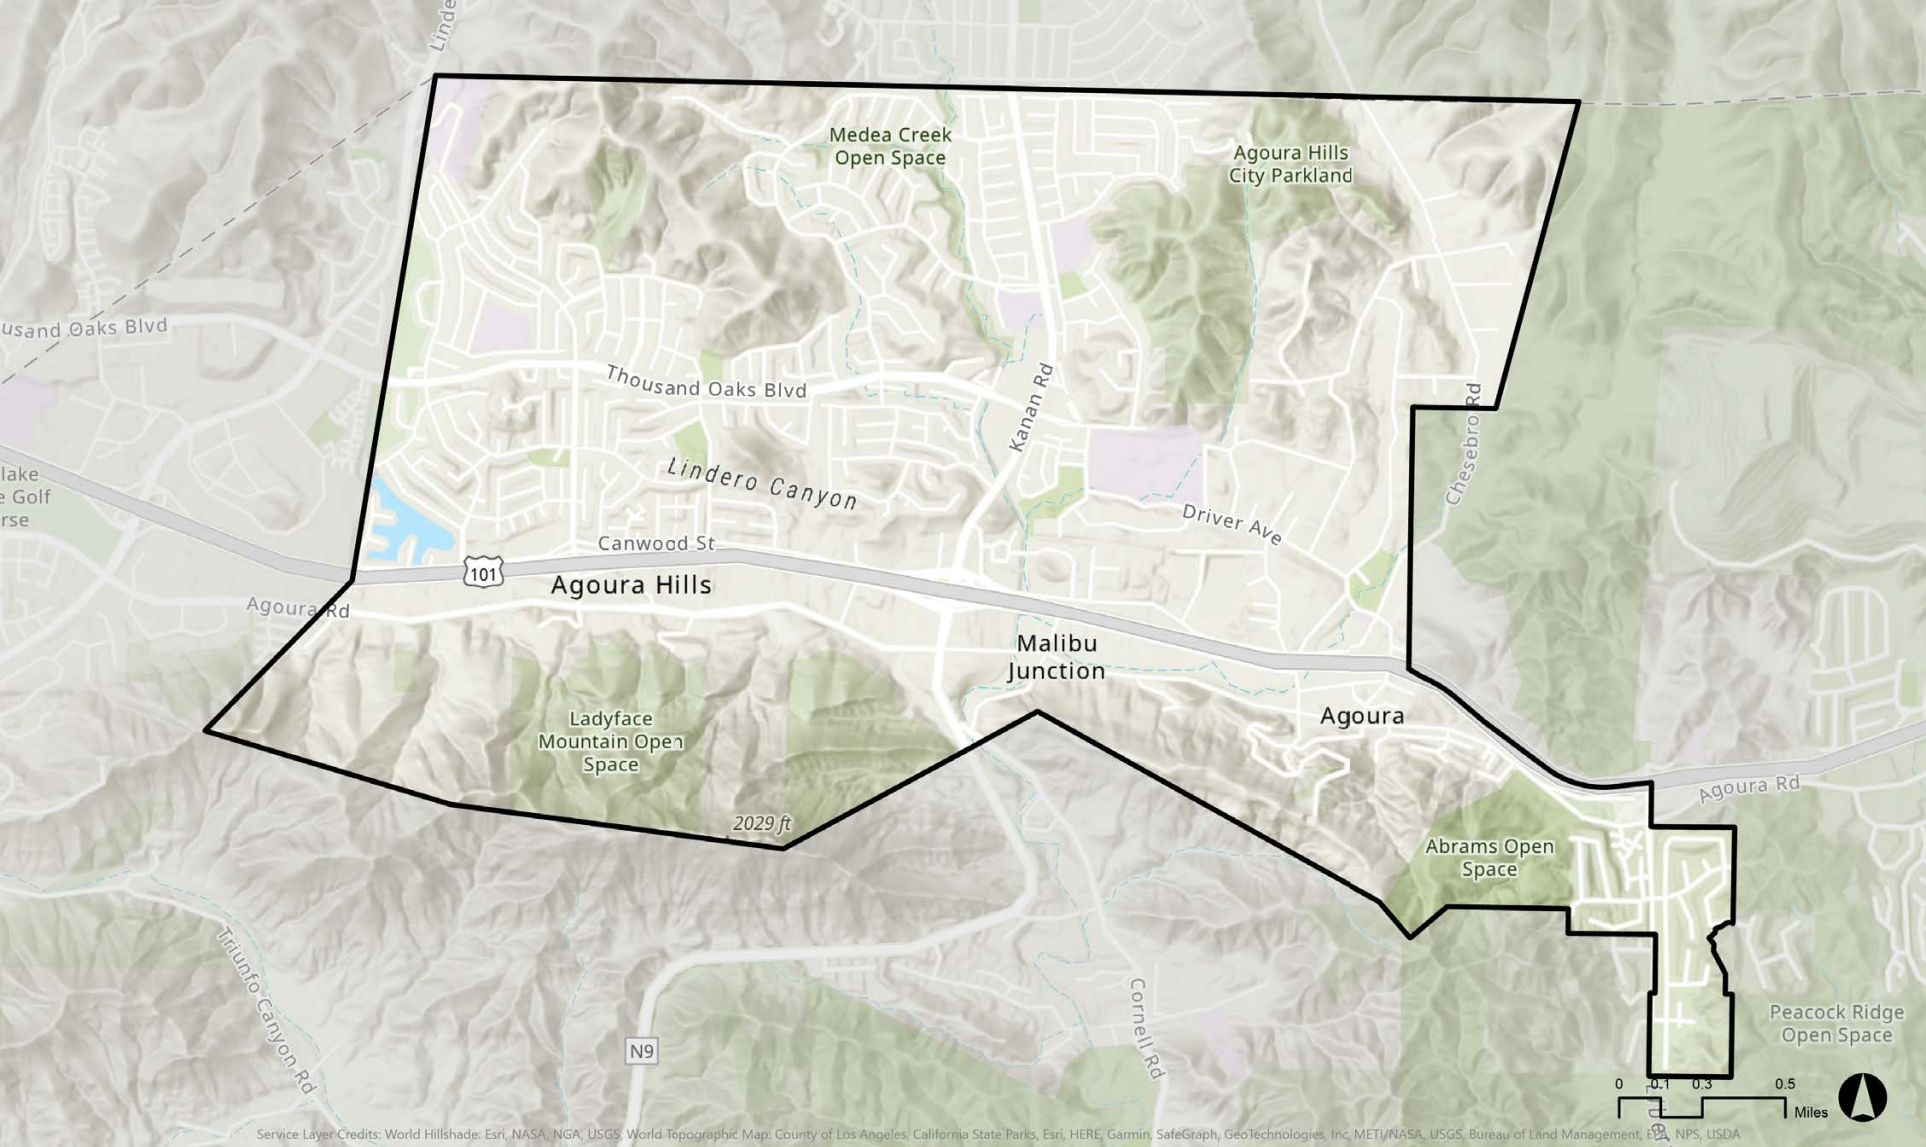 Linde
Medea Creek
Open Space
Agoura Hills
City Parkland
usand Oaks Blvd
Thousand Oaks Blvd
Kanan Rd
Chesebro Rd
lake
e Golf
rse
Lindero Canyon
Driver Ave
Canwood St
101
Agoura Hills
Agoura Rd
Malibu
Junction
Agoura
Ladyface
Mountain Open
Space
2029 ft
Agoura Rd
Abrams Open
Space
Triunfo Canyon Rd
Cornell Rd
N9
Peacock Ridge
Open Space
0 0.1 0.3 0.5
Miles
Service Layer Credits: World Hillshade: Esri, NASA, NGA, USGS, World Topographic Map: County of Los Angeles, California State Parks, Esri, HERE, Garmin, SafeGraph, GeoTechnologies, Inc, METI/NASA, USGS, Bureau of Land Management, EPA, NPS, USDA